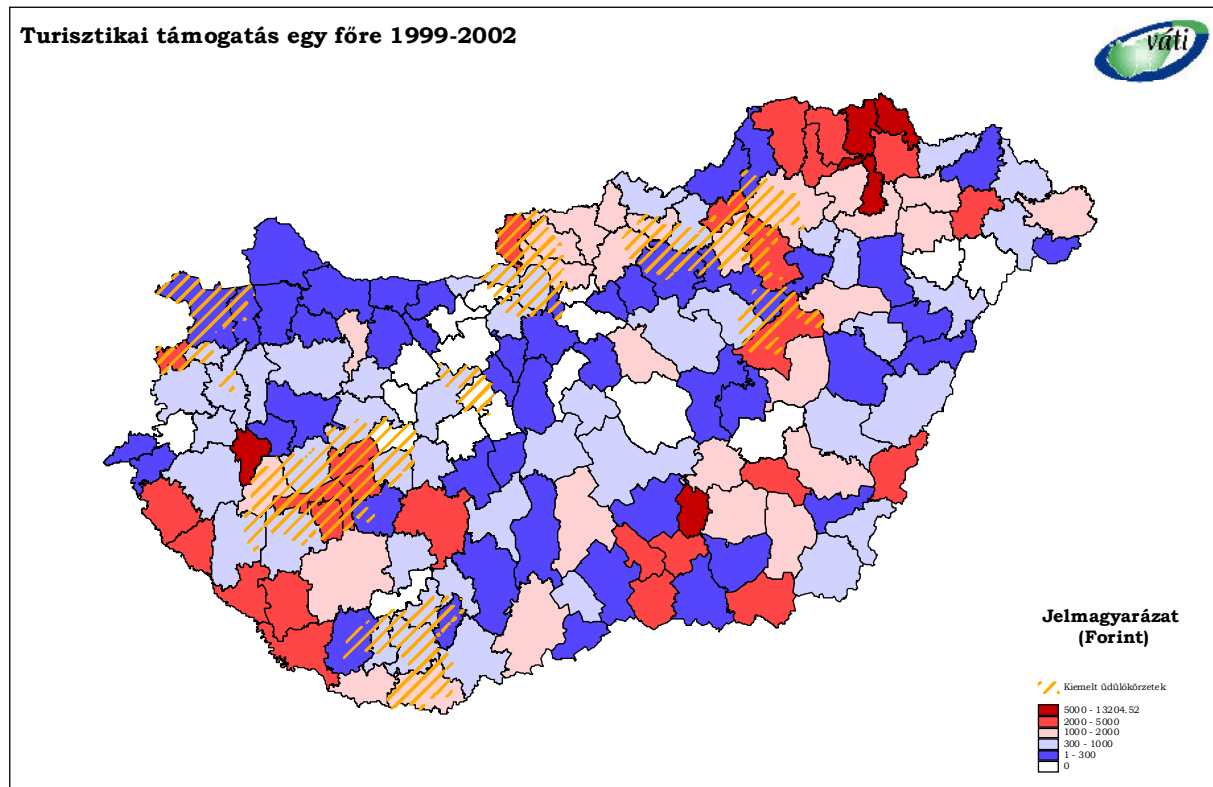 Turisztikai támogatás egy főre 1999-2002
váti
Jelmagyarázat
(Forint)
Kiemelt üdülőkörzetek
5000 - 13204.52
2000 - 5000
1000 - 2000
300 - 1000
1 - 300
0